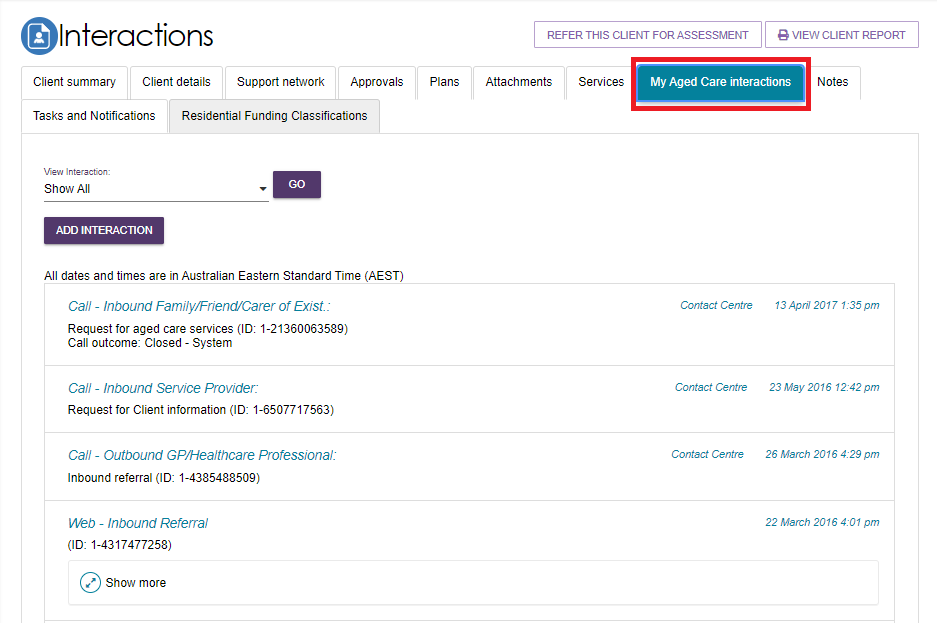 Interactions
REFER THIS CLIENT FOR ASSESSMENT
VIEW CLIENT REPORT
Client summary
Client details
Support network
Approvals
Plans
Attachments
Services
My Aged Care interactions
Notes
Tasks and Notifications
Residential Funding Classifications
View Interaction:
Show All
GO
ADD INTERACTION
All dates and times are in Australian Eastern Standard Time (AEST)
Call - Inbound Family/Friend/Carer of Exist.: Contact Centre 13 April 2017 1:35 pm
Request for aged care services (ID: 1-21360063589)
Call outcome: Closed - System
Call - Inbound Service Provider: Contact Centre 23 May 2016 12:42 pm
Request for Client information (ID: 1-6507717563)
Call - Outbound GP/Healthcare Professional: Contact Centre 26 March 2016 4:29 pm
Inbound referral (ID: 1-4385488509)
Web - Inbound Referral 22 March 2016 4:01 pm
(ID: 1-4317477258)
Show more